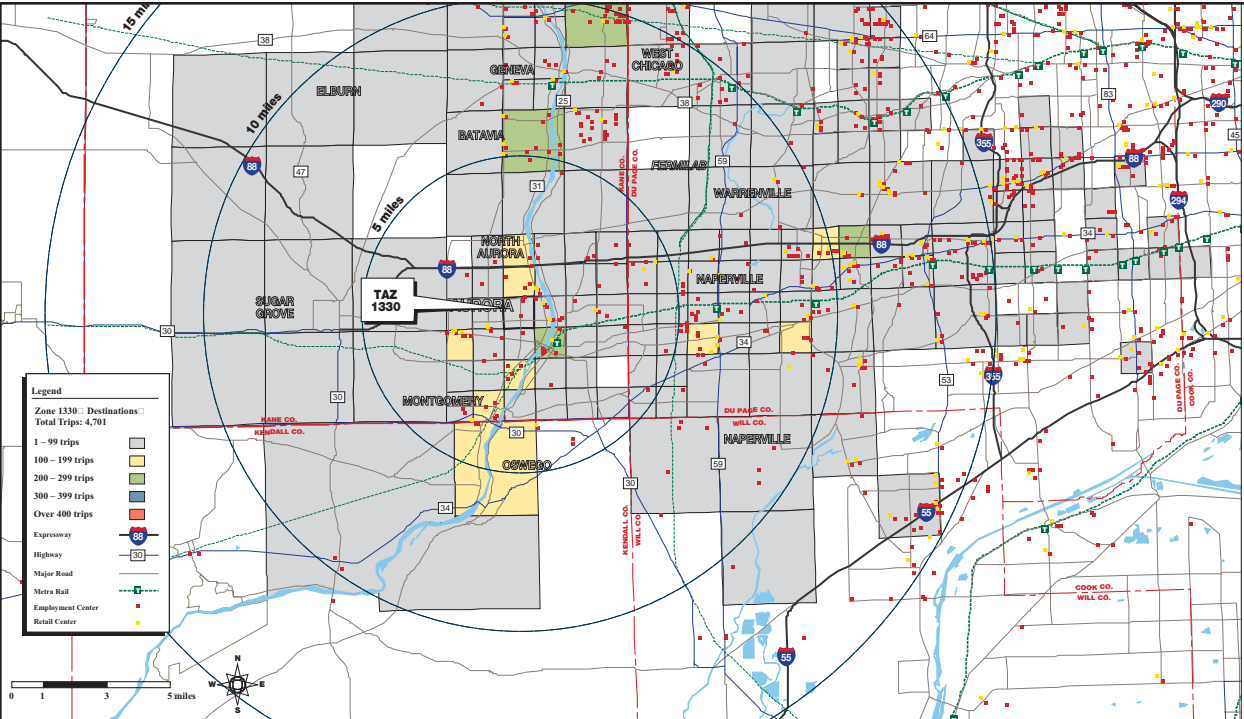 15 mi
38
64
WEST
CHICAGO
GENEVA
ELBURN
83
25
38
290
10 miles
BATAVIA
45
355
88
88
59
FERMILAB
47
KANE CO.
DU PAGE CO.
31
WARRENVILLE
294
5 miles
34
NORTH
AURORA
88
88
NAPERVILLE
TAZ
1330
SUGAR
GROVE
30
34
355
53
DU PAGE CO.
COOK CO.
30
MONTGOMERY
KANE CO.
KENDALL CO.
DU PAGE CO.
WILL CO.
30
NAPERVILLE
OSWEGO
59
30
34
55
KENDALL CO.
WILL CO.
COOK CO.
WILL CO.
55
Legend
Zone 1330 Destinations
Total Trips: 4,701
1 – 99 trips
100 – 199 trips
200 – 299 trips
300 – 399 trips
Over 400 trips
Expressway
88
Highway
30
Major Road
Metra Rail
T
Employment Center
Retail Center
N
W
E
S
0 1 3 5 miles